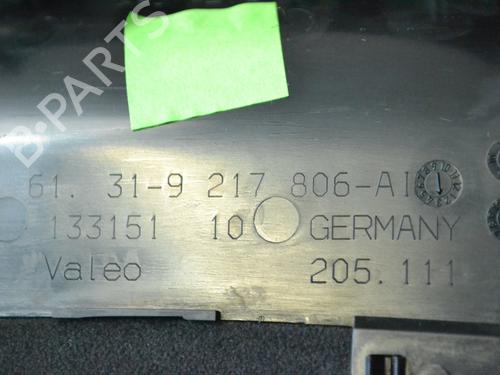 B-PARTS
61. 31-9 217 806-AI
133151 10 GERMANY
Valeo 205.111